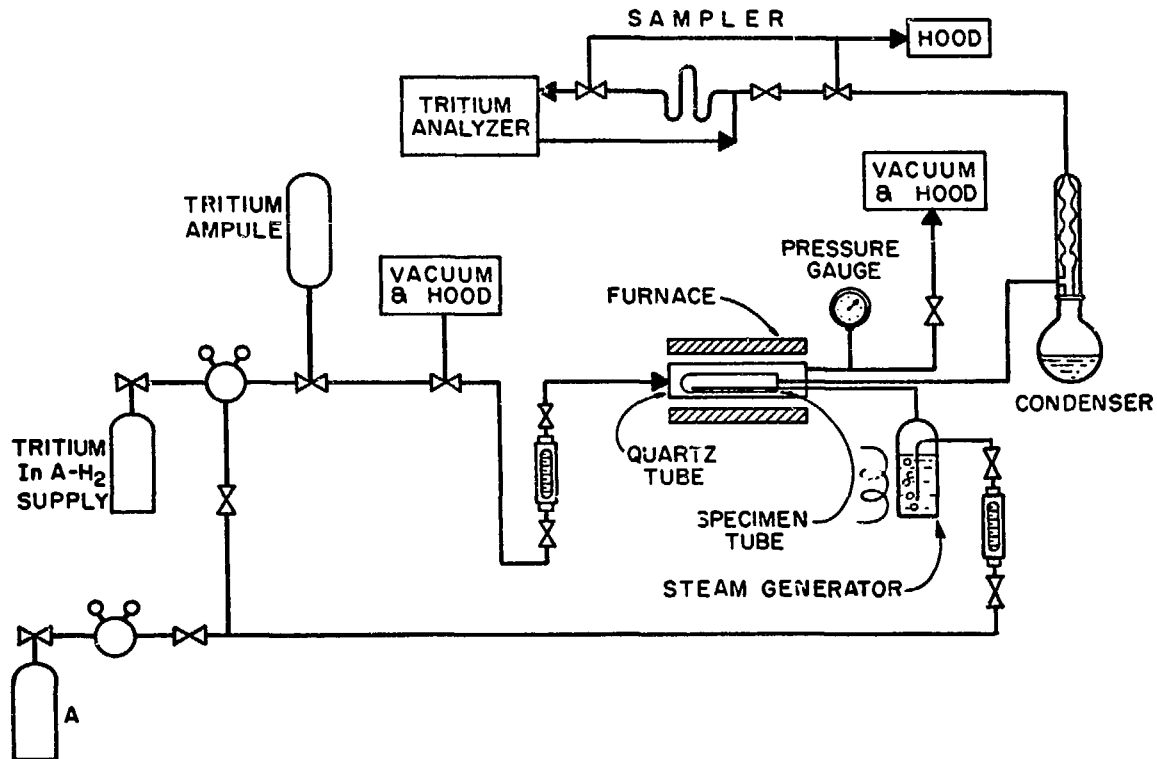 SAMPLER
HOOD
TRITIUM
ANALYZER
VACUUM
& HOOD
TRITIUM
AMPULE
PRESSURE
GAUGE
VACUUM
& HOOD
FURNACE
CONDENSER
TRITIUM
In A-H₂
SUPPLY
QUARTZ
TUBE
SPECIMEN
TUBE
STEAM GENERATOR
A